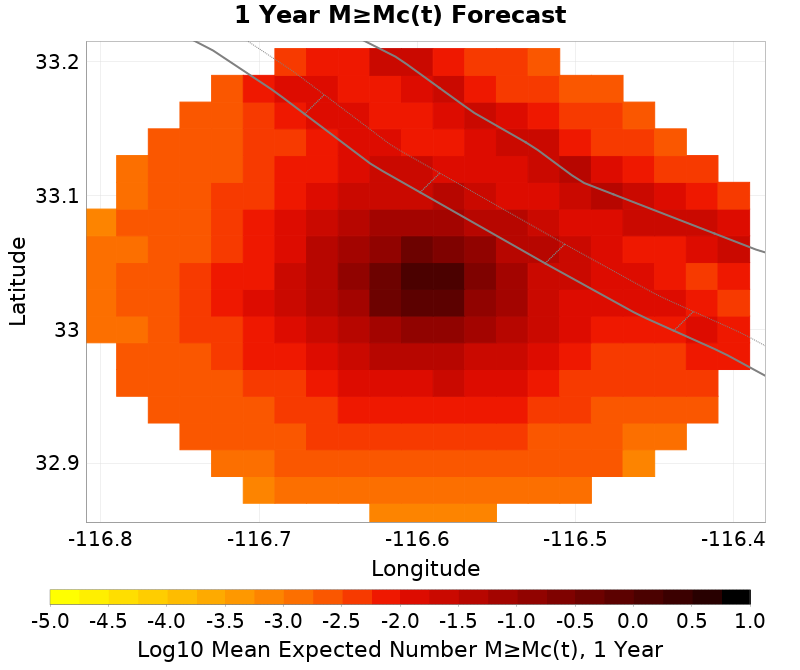 1 Year M≥Mc(t) Forecast
33.2
33.1
33
32.9
Latitude
-116.8 -116.7 -116.6 -116.5 -116.4
Longitude
-5.0 -4.5 -4.0 -3.5 -3.0 -2.5 -2.0 -1.5 -1.0 -0.5 0.0 0.5 1.0
Log10 Mean Expected Number M≥Mc(t), 1 Year